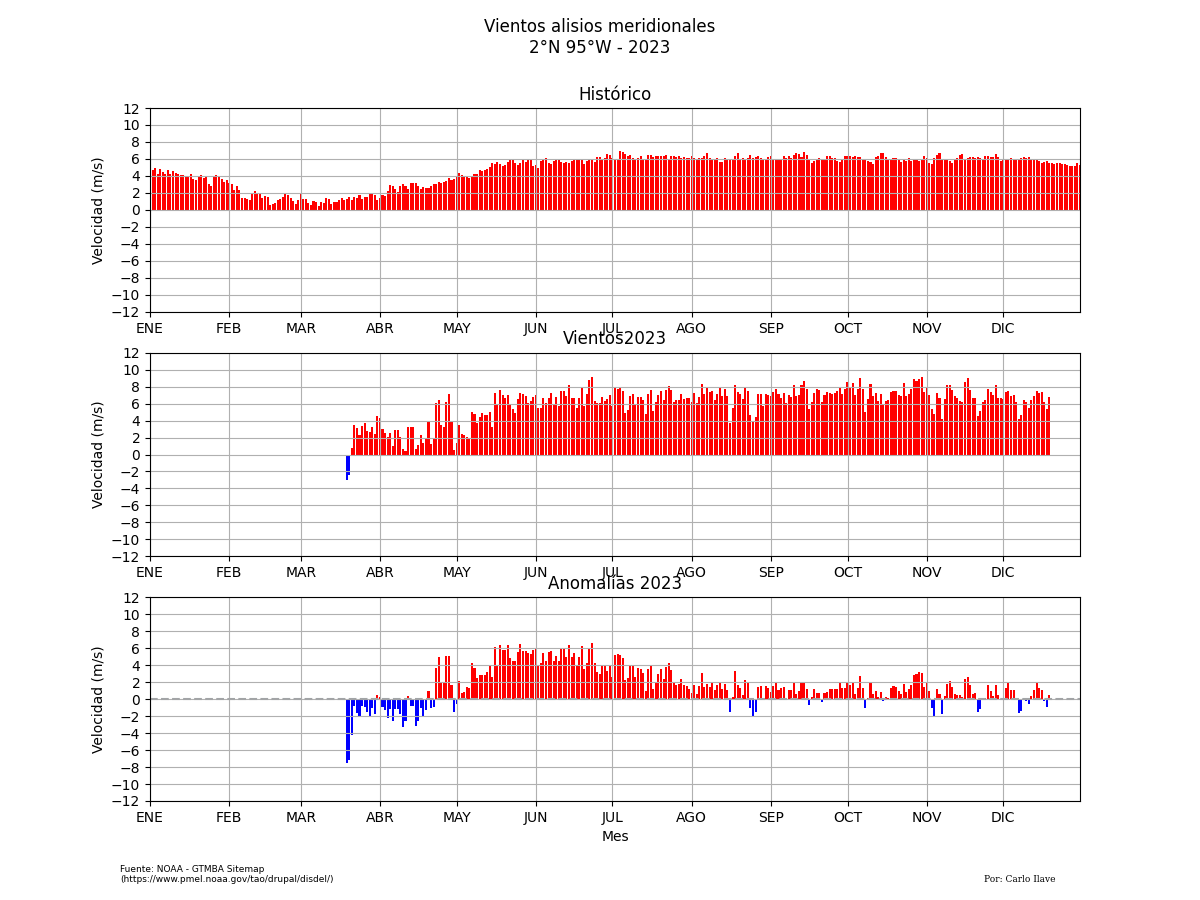 Vientos alisios meridionales
2°N 95°W - 2023
Histórico
12
10
8
6
4
2
0
−2
−4
−6
−8
−10
−12
Velocidad (m/s)
ENE FEB MAR ABR MAY JUN JUL AGO SEP OCT NOV DIC
Vientos2023
12
10
8
6
4
2
0
−2
−4
−6
−8
−10
−12
Velocidad (m/s)
ENE FEB MAR ABR MAY JUN JUL AGO SEP OCT NOV DIC
Anomalías 2023
12
10
8
6
4
2
0
−2
−4
−6
−8
−10
−12
Velocidad (m/s)
ENE FEB MAR ABR MAY JUN JUL AGO SEP OCT NOV DIC
Mes
Fuente: NOAA - GTMBA Sitemap
(https://www.pmel.noaa.gov/tao/drupal/disdel/)
Por: Carlo Ilave